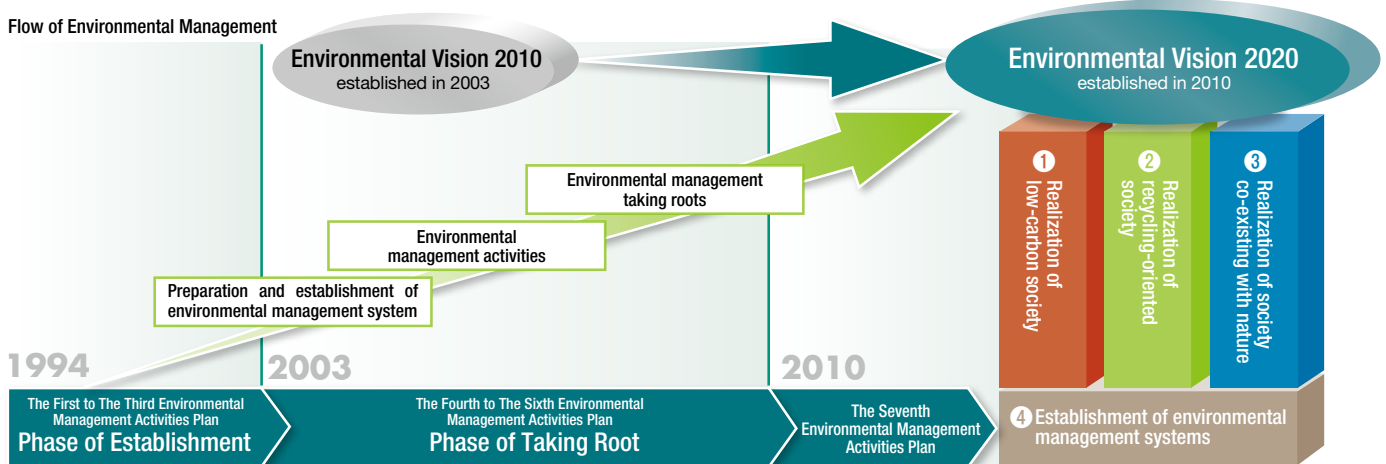 Flow of Environmental Management
Environmental Vision 2010
established in 2003
Environmental Vision 2020
established in 2010
Environmental management
taking roots
Environmental
management activities
Preparation and establishment of
environmental management system
1 Realization of
low-carbon society
2 Realization of
recycling-oriented
society
3 Realization of society
co-existing with nature
1994
2003
2010
The First to The Third Environmental
Management Activities Plan
Phase of Establishment
The Fourth to The Sixth Environmental
Management Activities Plan
Phase of Taking Root
The Seventh
Environmental Management
Activities Plan
4 Establishment of environmental
management systems